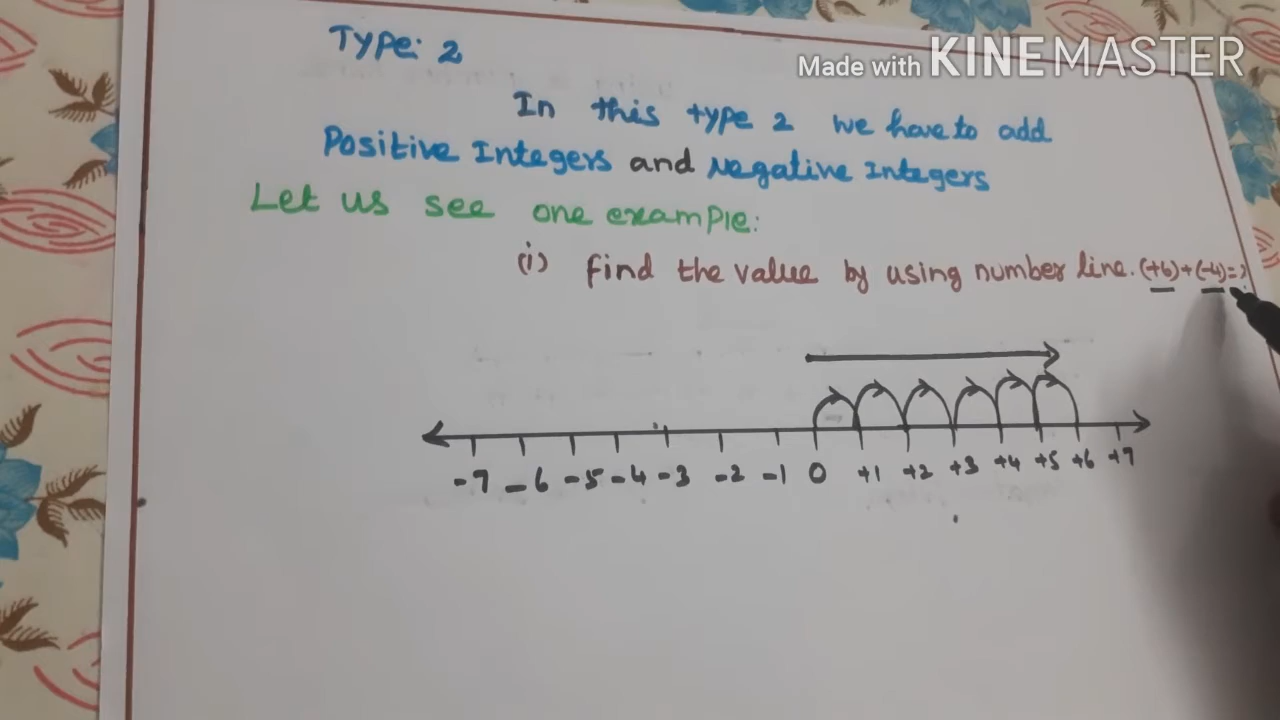 Type: 2
Made with KINEMASTER
In this type 2 we have to add
Positive Integers and Negative Integers
Let us see one example:
(i) find the value by using number line. (+6)+(-4)=?
-7 -6 -5 -4 -3 -2 -1 0 +1 +2 +3 +4 +5 +6 +7